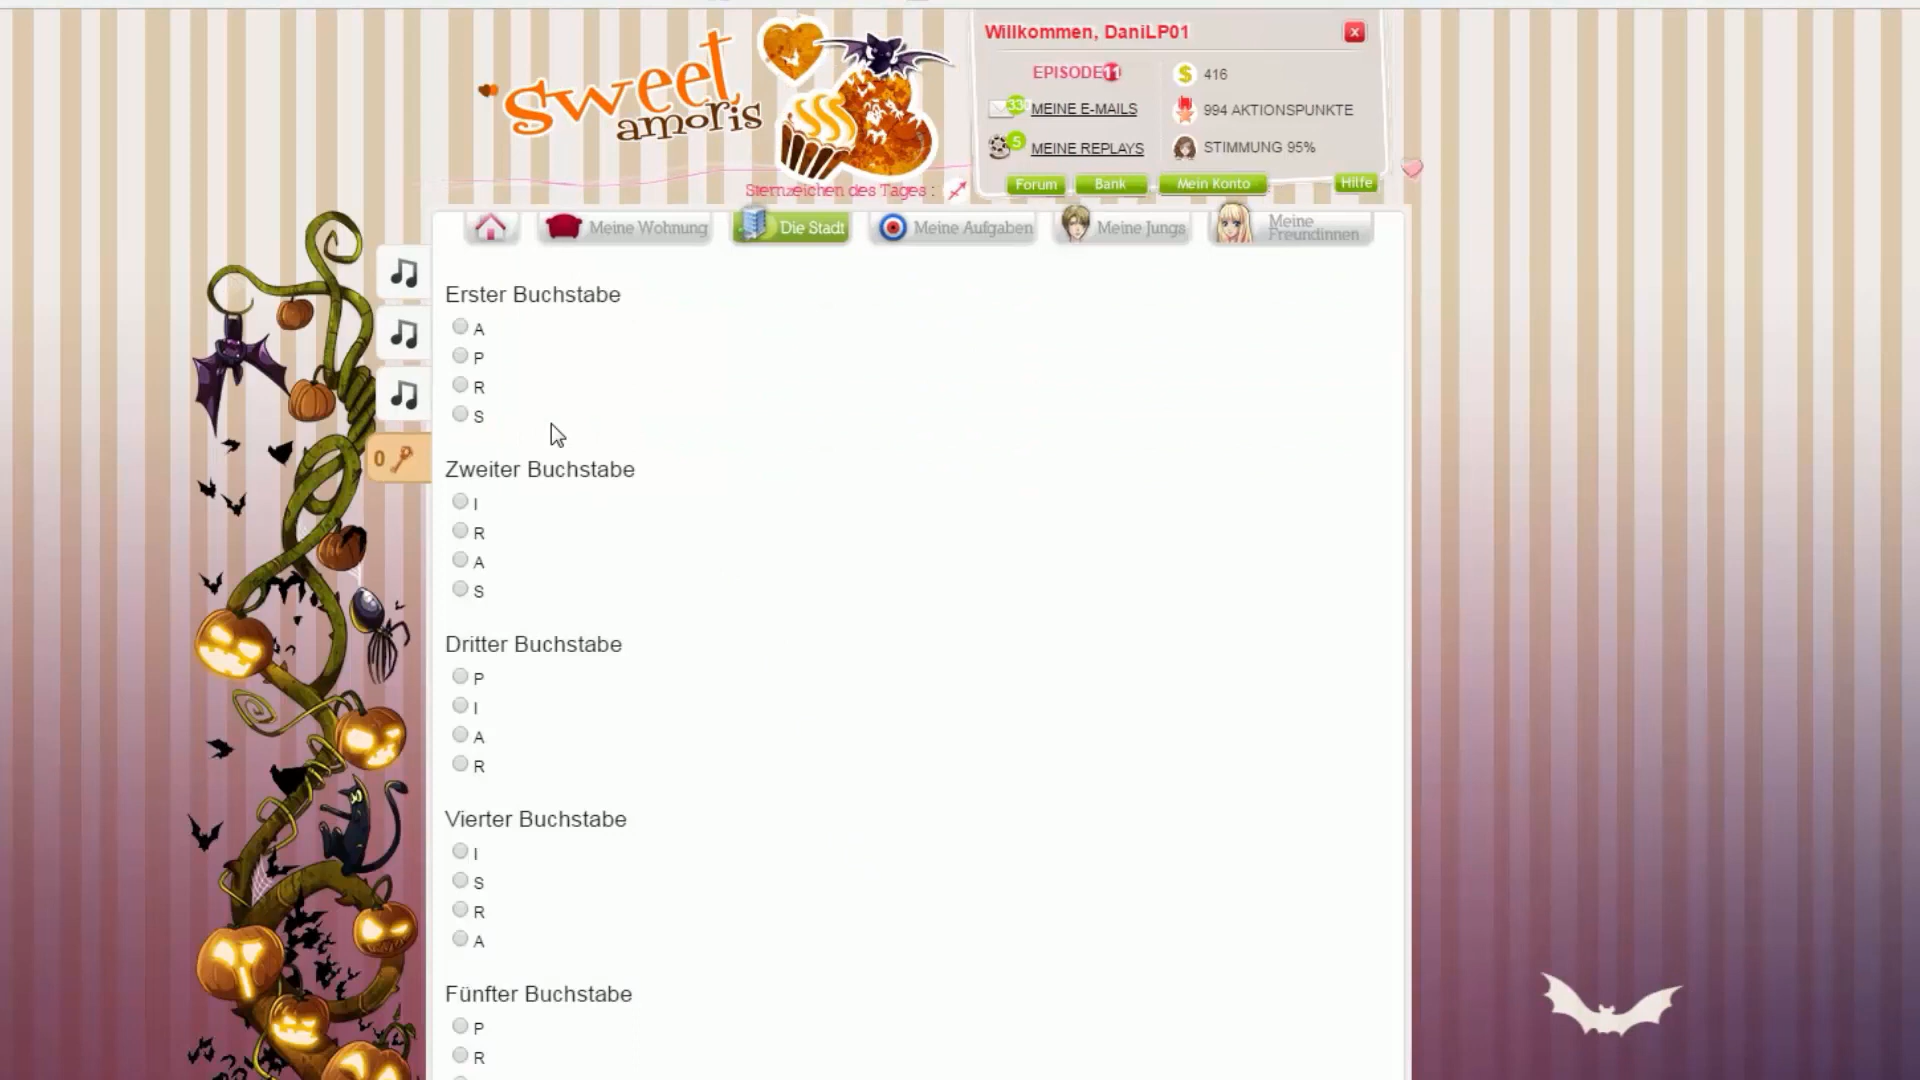 sweet
amoris
Willkommen, DaniLP01
EPISODE 11
416
MEINE E-MAILS
994 AKTIONSPUNKTE
5
MEINE REPLAYS
STIMMUNG 95%
Forum
Bank
Mein Konto
Hilfe
Sternzeichen des Tages :
Meine Wohnung
Die Stadt
Meine Aufgaben
Meine Jungs
Meine
Freundinnen
0
Erster Buchstabe
A
P
R
S
Zweiter Buchstabe
I
R
A
S
Dritter Buchstabe
P
I
A
R
Vierter Buchstabe
I
S
R
A
Fünfter Buchstabe
P
R